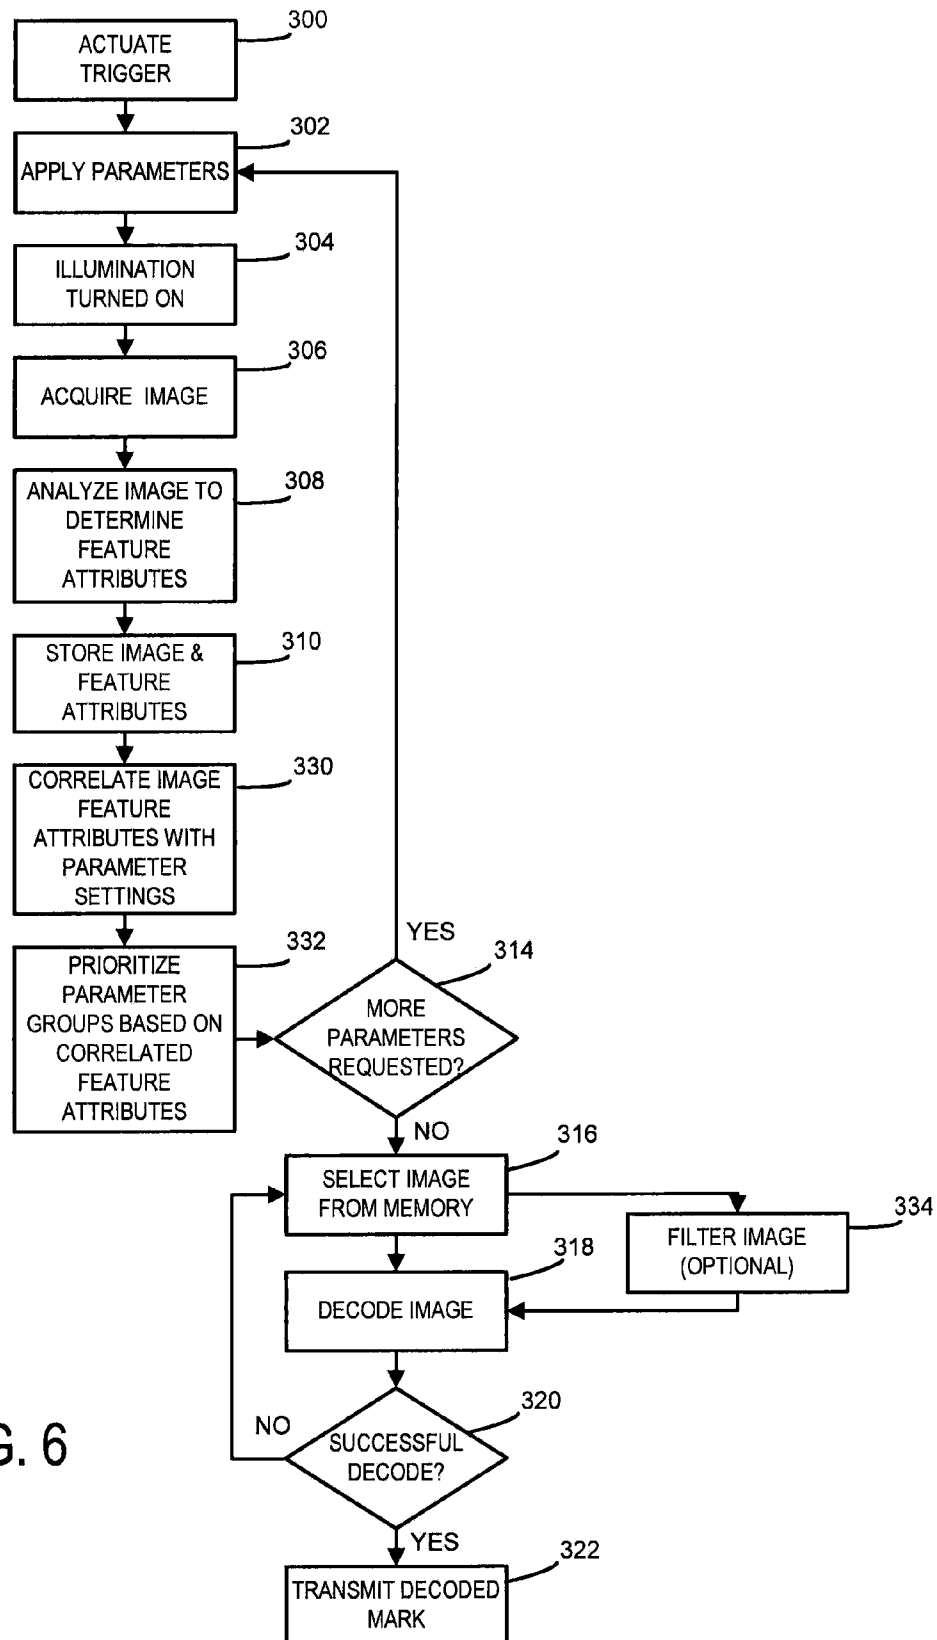 300
ACTUATE
TRIGGER
302
APPLY PARAMETERS
304
ILLUMINATION
TURNED ON
306
ACQUIRE IMAGE
308
ANALYZE IMAGE TO
DETERMINE
FEATURE
ATTRIBUTES
310
STORE IMAGE &
FEATURE
ATTRIBUTES
330
CORRELATE IMAGE
FEATURE
ATTRIBUTES WITH
PARAMETER
SETTINGS
332
PRIORITIZE
PARAMETER
GROUPS BASED ON
CORRELATED
FEATURE
ATTRIBUTES
YES
314
MORE
PARAMETERS
REQUESTED?
NO
316
SELECT IMAGE
FROM MEMORY
334
FILTER IMAGE
(OPTIONAL)
318
DECODE IMAGE
320
NO
SUCCESSFUL
DECODE?
YES
322
TRANSMIT DECODED
MARK
G. 6